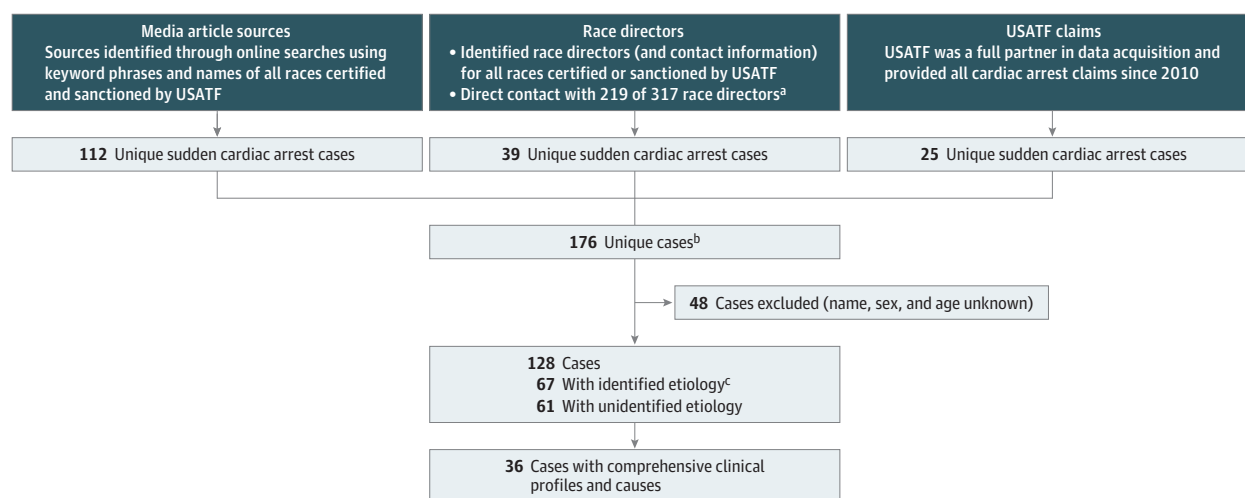 Media article sources
Sources identified through online searches using
keyword phrases and names of all races certified
and sanctioned by USATF
Race directors
• Identified race directors (and contact information)
for all races certified or sanctioned by USATF
• Direct contact with 219 of 317 race directorsa
USATF claims
USATF was a full partner in data acquisition and
provided all cardiac arrest claims since 2010
112 Unique sudden cardiac arrest cases
39 Unique sudden cardiac arrest cases
25 Unique sudden cardiac arrest cases
176 Unique casesb
48 Cases excluded (name, sex, and age unknown)
128 Cases
67 With identified etiologyc
61 With unidentified etiology
36 Cases with comprehensive clinical
profiles and causes